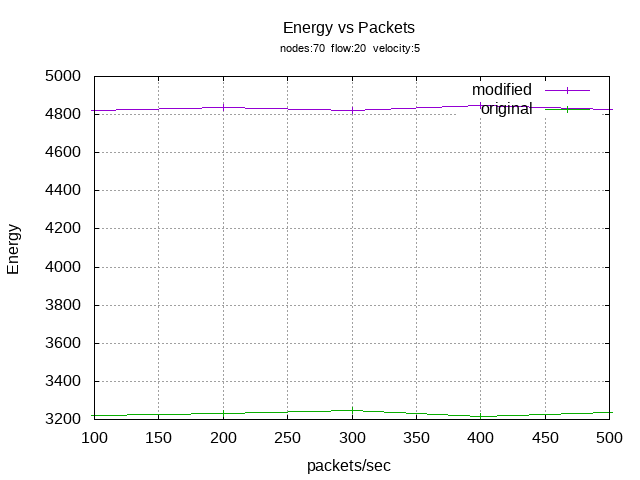 Energy vs Packets
nodes:70 flow:20 velocity:5
5000
4800
4600
4400
4200
4000
3800
3600
3400
3200
Energy
modified
original
100 150 200 250 300 350 400 450 500
packets/sec